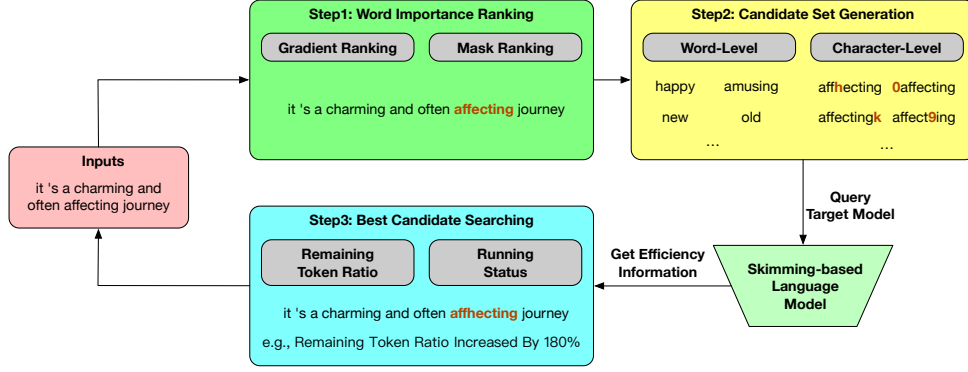 Step1: Word Importance Ranking
Gradient Ranking
Mask Ranking
it 's a charming and often affecting journey
Step2: Candidate Set Generation
Word-Level
Character-Level
happy amusing
new old
...
affhecting 0affecting
affectingk affect9ing
...
Inputs
it 's a charming and
often affecting journey
Query
Target Model
Skimming-based
Language
Model
Get Efficiency
Information
Step3: Best Candidate Searching
Remaining
Token Ratio
Running
Status
it 's a charming and often affhecting journey
e.g., Remaining Token Ratio Increased By 180%